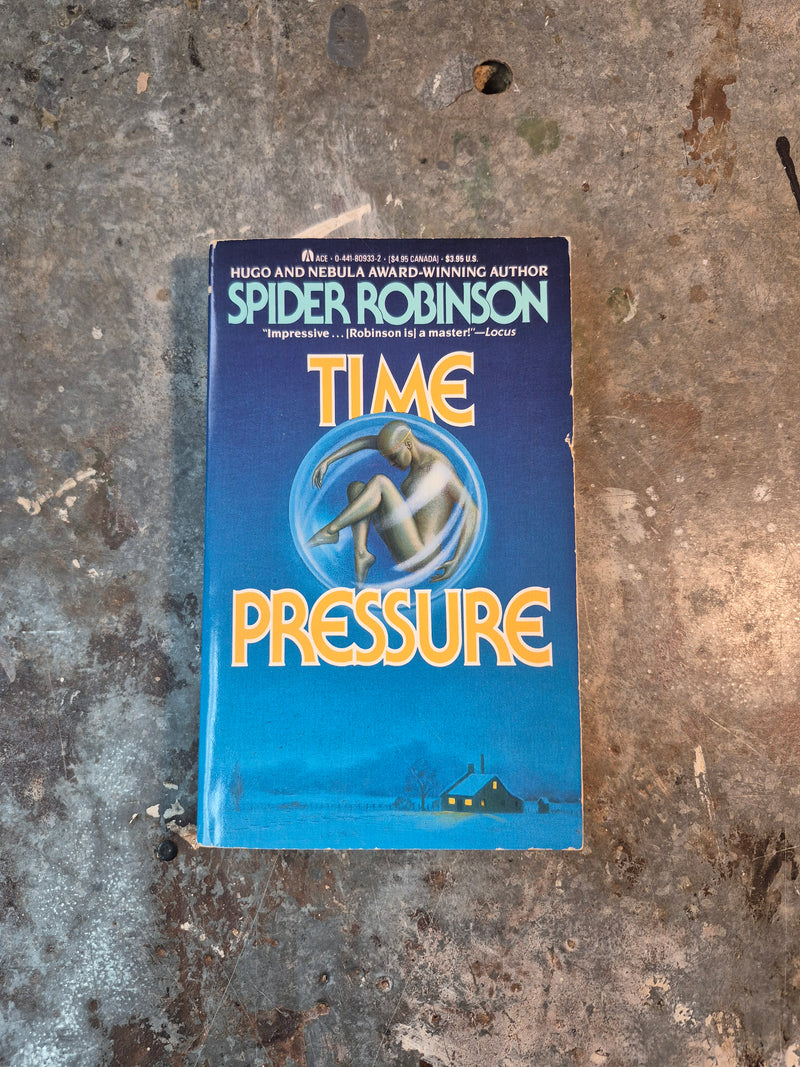 ACE • 0-441-80933-2 • [$4.95 CANADA] • $3.95 U.S.
HUGO AND NEBULA AWARD-WINNING AUTHOR
SPIDER ROBINSON
"Impressive . . . [Robinson is] a master!"—Locus
TIME
PRESSURE